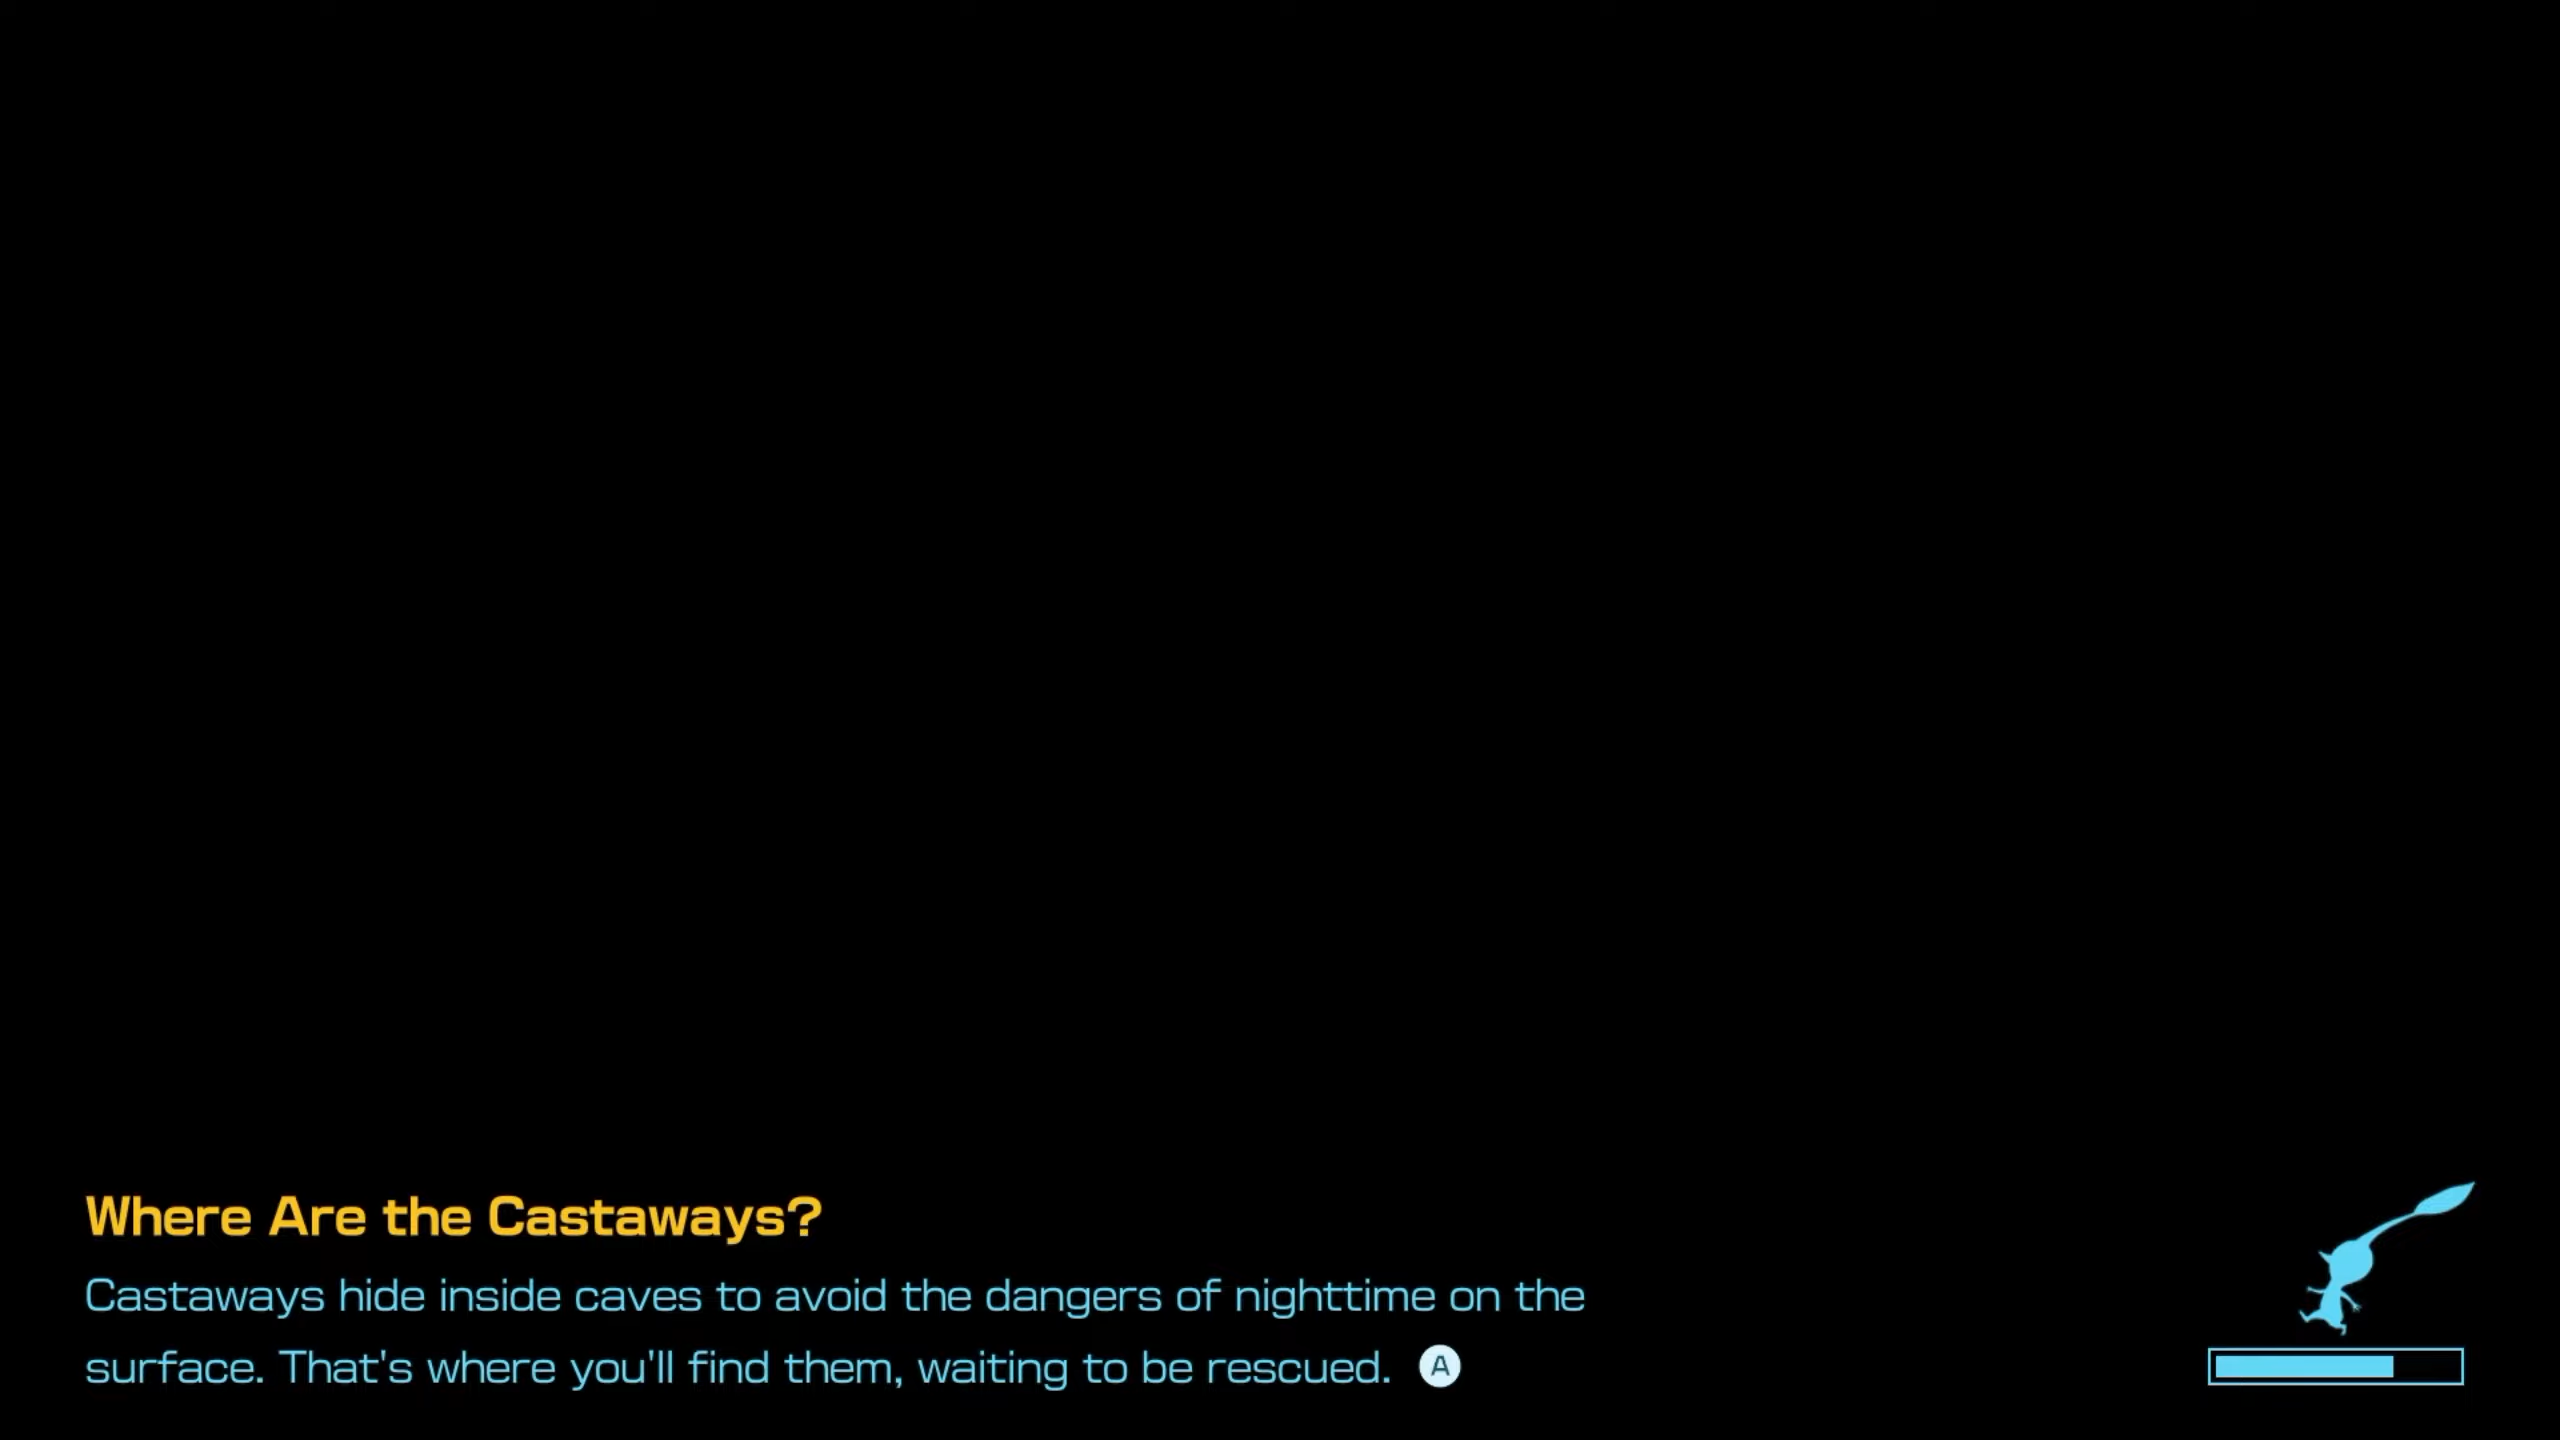 Where Are the Castaways?
Castaways hide inside caves to avoid the dangers of nighttime on the
surface. That's where you'll find them, waiting to be rescued. A